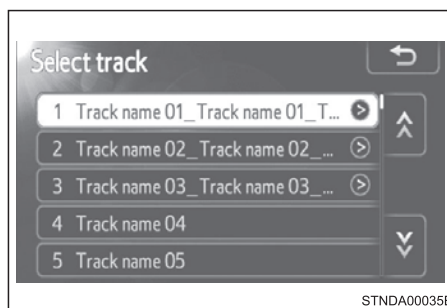 Select track
1 Track name 01_Track name 01_T...
2 Track name 02_Track name 02_...
3 Track name 03_Track name 03_...
4 Track name 04
5 Track name 05